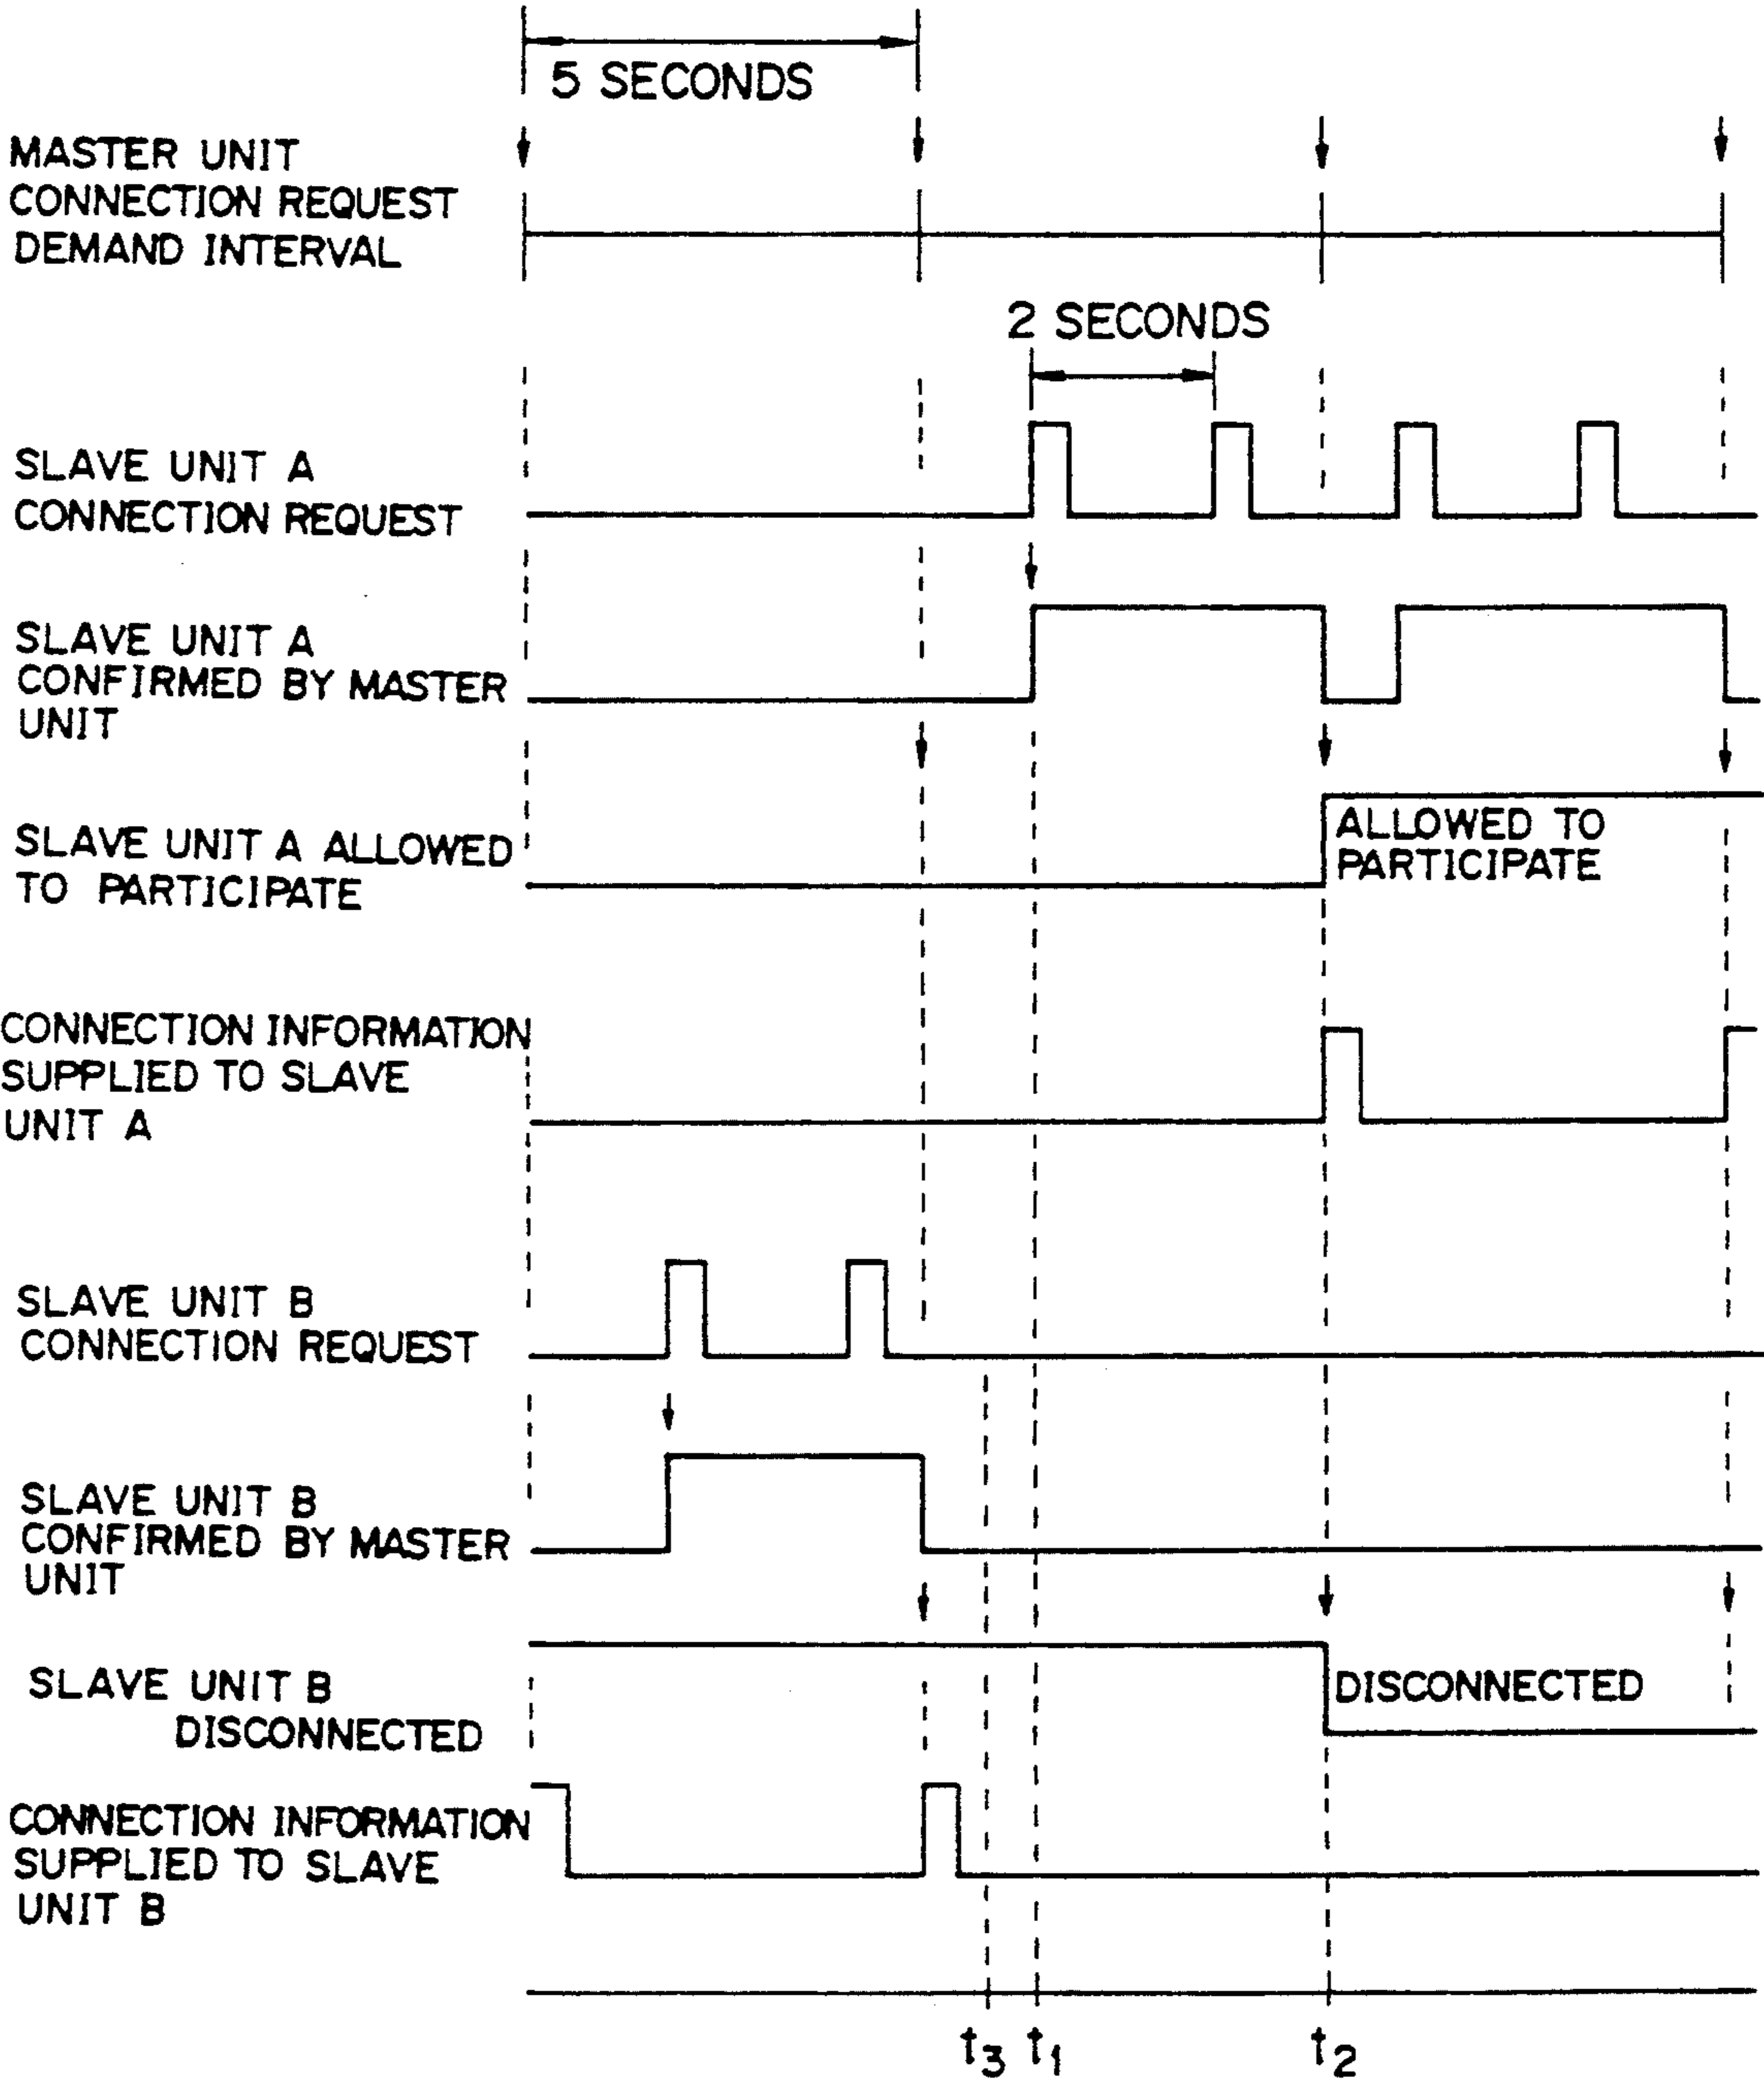 5 SECONDS
MASTER UNIT
CONNECTION REQUEST
DEMAND INTERVAL
2 SECONDS
SLAVE UNIT A
CONNECTION REQUEST
SLAVE UNIT A
CONFIRMED BY MASTER
UNIT
SLAVE UNIT A ALLOWED
TO PARTICIPATE
ALLOWED TO
PARTICIPATE
CONNECTION INFORMATION
SUPPLIED TO SLAVE
UNIT A
SLAVE UNIT B
CONNECTION REQUEST
SLAVE UNIT B
CONFIRMED BY MASTER
UNIT
SLAVE UNIT B
DISCONNECTED
DISCONNECTED
CONNECTION INFORMATION
SUPPLIED TO SLAVE
UNIT B
t3 t1 t2